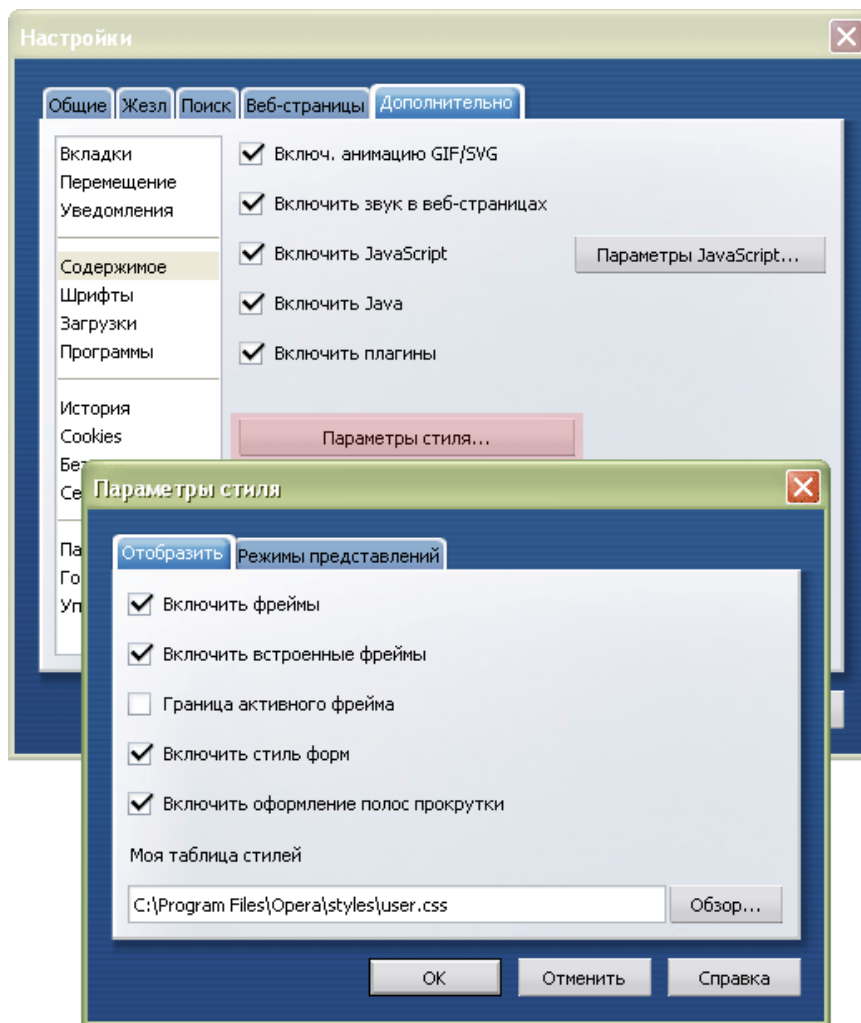 Настройки
Общие Жезл Поиск Веб-страницы Дополнительно
Вкладки
Перемещение
Уведомления
Содержимое
Шрифты
Загрузки
Программы
История
Cookies
Включ. анимацию GIF/SVG
Включить звук в веб-страницах
Включить JavaScript
Параметры JavaScript...
Включить Java
Включить плагины
Параметры стиля...
Параметры стиля
Отобразить Режимы представлений
Включить фреймы
Включить встроенные фреймы
Граница активного фрейма
Включить стиль форм
Включить оформление полос прокрутки
Моя таблица стилей
C:\Program Files\Opera\styles\user.css
Обзор...
OK Отменить Справка